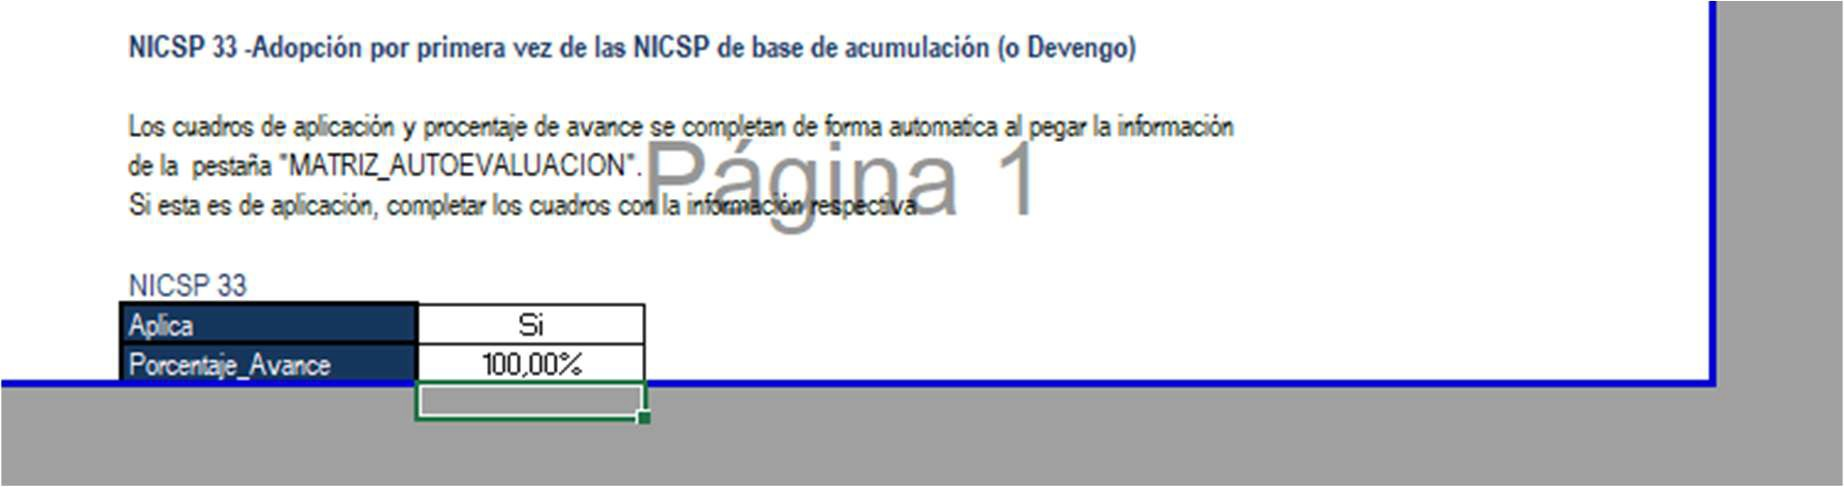 NICSP 33 -Adopción por primera vez de las NICSP de base de acumulación (o Devengo)
Los cuadros de aplicación y procentaje de avance se completan de forma automatica al pegar la información
de la pestaña "MATRIZ_AUTOEVALUACION".
Página 1
Si esta es de aplicación, completar los cuadros con la información respectiva
NICSP 33
Aplica Si
Porcentaje_Avance 100,00%